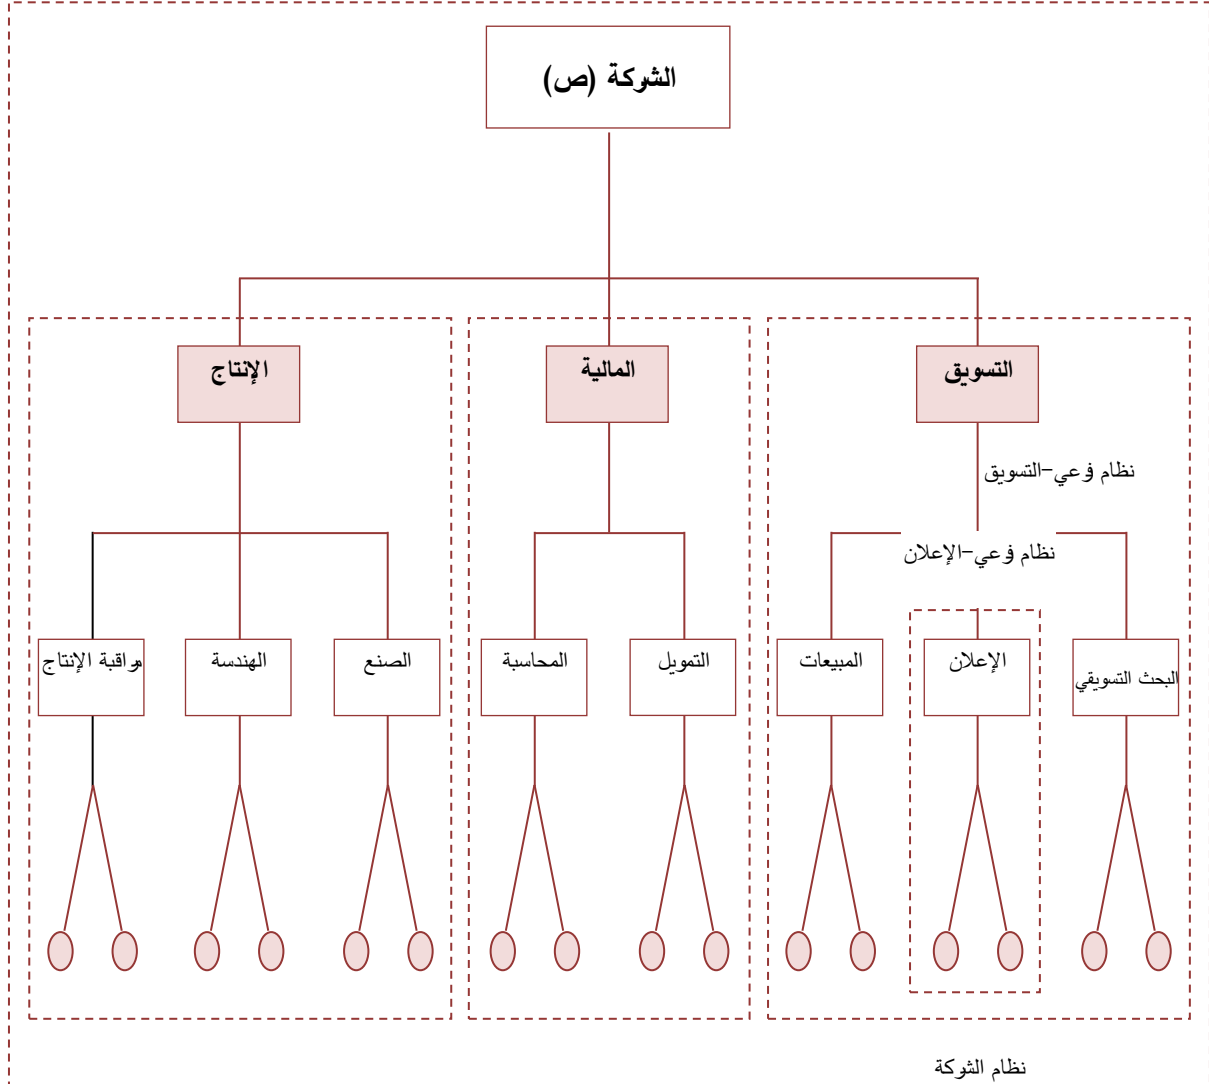 الشركة (ص)
التسويق
المالية
الإنتاج
نظام فرعي-التسويق
نظام فرعي-الإعلان
البحث التسويقي
الإعلان
المبيعات
التمويل
المحاسبة
الصنع
الهندسة
مراقبة الإنتاج
نظام الشركة